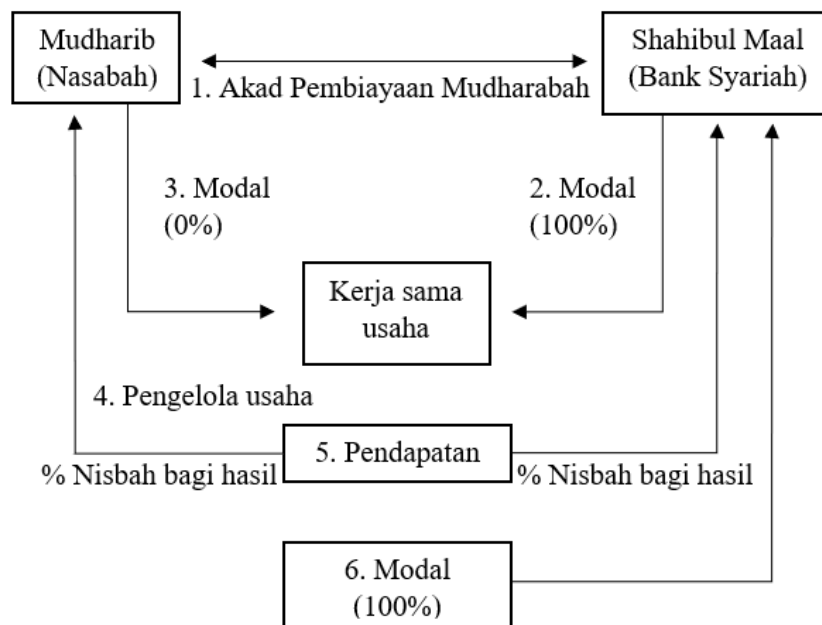 Mudharib
(Nasabah)
Shahibul Maal
(Bank Syariah)
1. Akad Pembiayaan Mudharabah
3. Modal
(0%)
2. Modal
(100%)
Kerja sama
usaha
4. Pengelola usaha
5. Pendapatan
% Nisbah bagi hasil
% Nisbah bagi hasil
6. Modal
(100%)